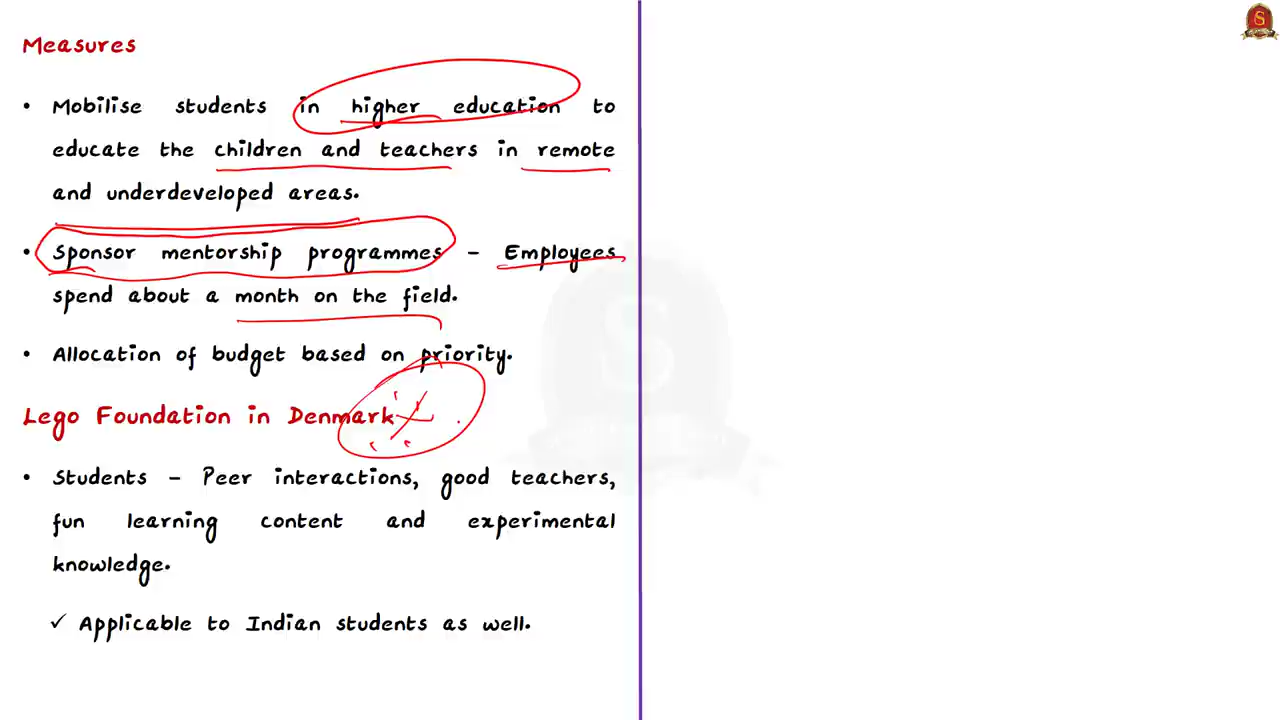 Measures
• Mobilise students in higher education to
educate the children and teachers in remote
and underdeveloped areas.
• Sponsor mentorship programmes – Employees
spend about a month on the field.
• Allocation of budget based on priority.
Lego Foundation in Denmark
• Students – Peer interactions, good teachers,
fun learning content and experimental
knowledge.
✓ Applicable to Indian students as well.
S
S